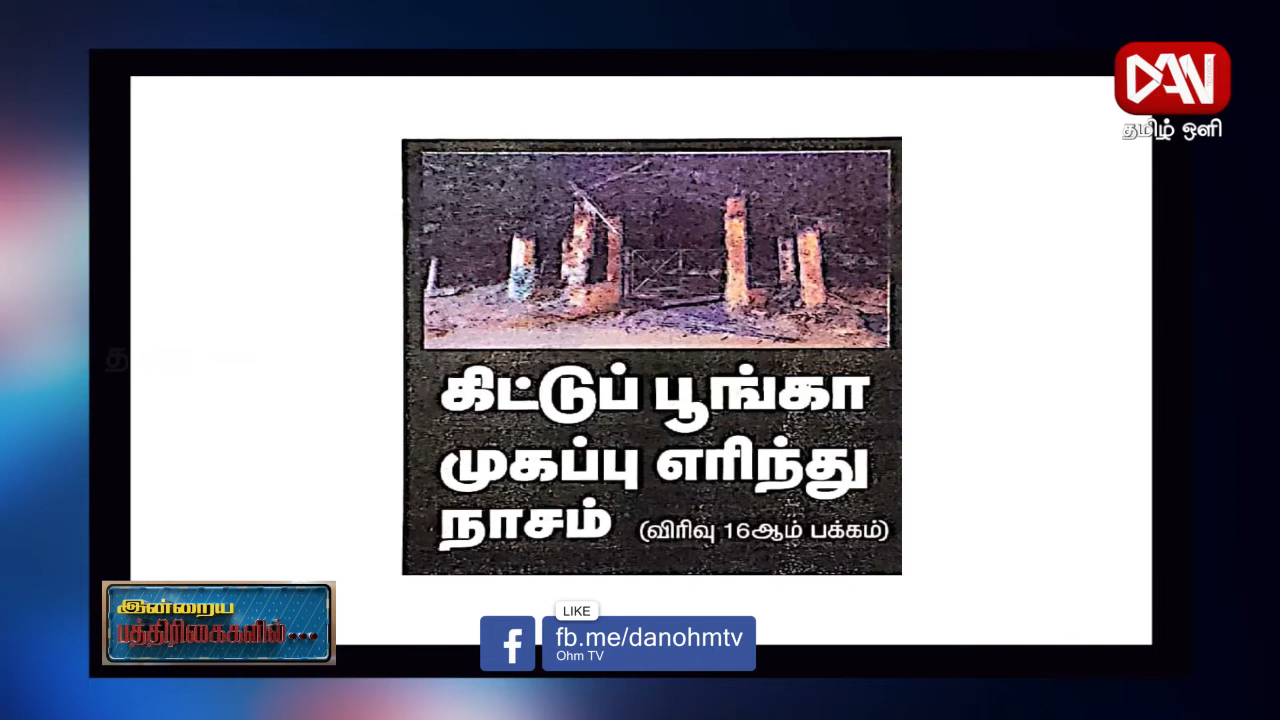 DAN
தமிழ் ஒளி
கிட்டுப் பூங்கா
முகப்பு எரிந்து
நாசம் (விரிவு 16ஆம் பக்கம்)
இன்றைய
பத்திரிகைகளில்...
LIKE
fb.me/danohmtv
Ohm TV